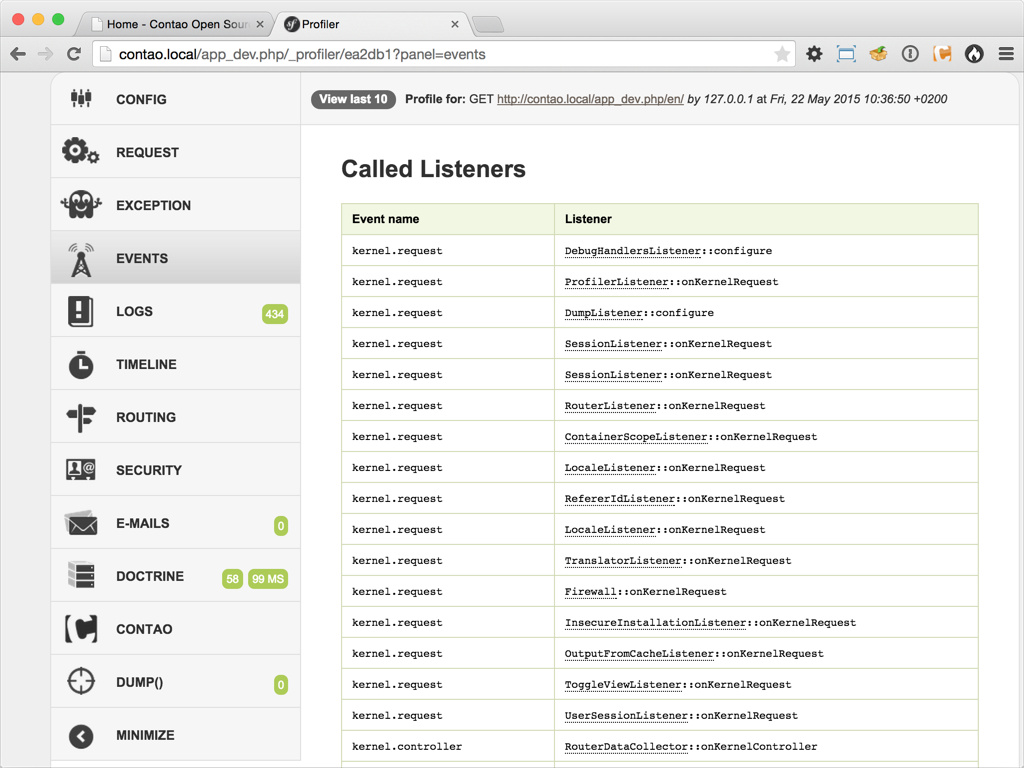 Home - Contao Open Sour
Profiler
contao.local/app_dev.php/_profiler/ea2db1?panel=events
CONFIG
REQUEST
EXCEPTION
EVENTS
LOGS 434
TIMELINE
ROUTING
SECURITY
E-MAILS 0
DOCTRINE 58 99 MS
CONTAO
DUMP() 0
MINIMIZE
View last 10 Profile for: GET http://contao.local/app_dev.php/en/ by 127.0.0.1 at Fri, 22 May 2015 10:36:50 +0200
Called Listeners
Event name Listener
kernel.request DebugHandlersListener::configure
kernel.request ProfilerListener::onKernelRequest
kernel.request DumpListener::configure
kernel.request SessionListener::onKernelRequest
kernel.request SessionListener::onKernelRequest
kernel.request RouterListener::onKernelRequest
kernel.request ContainerScopeListener::onKernelRequest
kernel.request LocaleListener::onKernelRequest
kernel.request RefererIdListener::onKernelRequest
kernel.request LocaleListener::onKernelRequest
kernel.request TranslatorListener::onKernelRequest
kernel.request Firewall::onKernelRequest
kernel.request InsecureInstallationListener::onKernelRequest
kernel.request OutputFromCacheListener::onKernelRequest
kernel.request ToggleViewListener::onKernelRequest
kernel.request UserSessionListener::onKernelRequest
kernel.controller RouterDataCollector::onKernelController